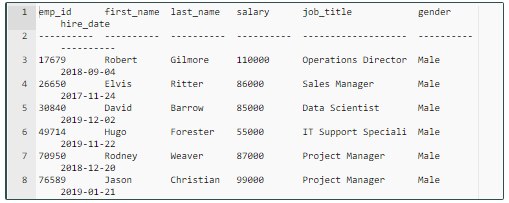 1 emp_id first_name last_name salary job_title gender
hire_date
2 ---------- ---------- ---------- ---------- ------------------- ----------
----------
3 17679 Robert Gilmore 110000 Operations Director Male
2018-09-04
4 26650 Elvis Ritter 86000 Sales Manager Male
2017-11-24
5 30840 David Barrow 85000 Data Scientist Male
2019-12-02
6 49714 Hugo Forester 55000 IT Support Speciali Male
2019-11-22
7 70950 Rodney Weaver 87000 Project Manager Male
2018-12-20
8 76589 Jason Christian 99000 Project Manager Male
2019-01-21